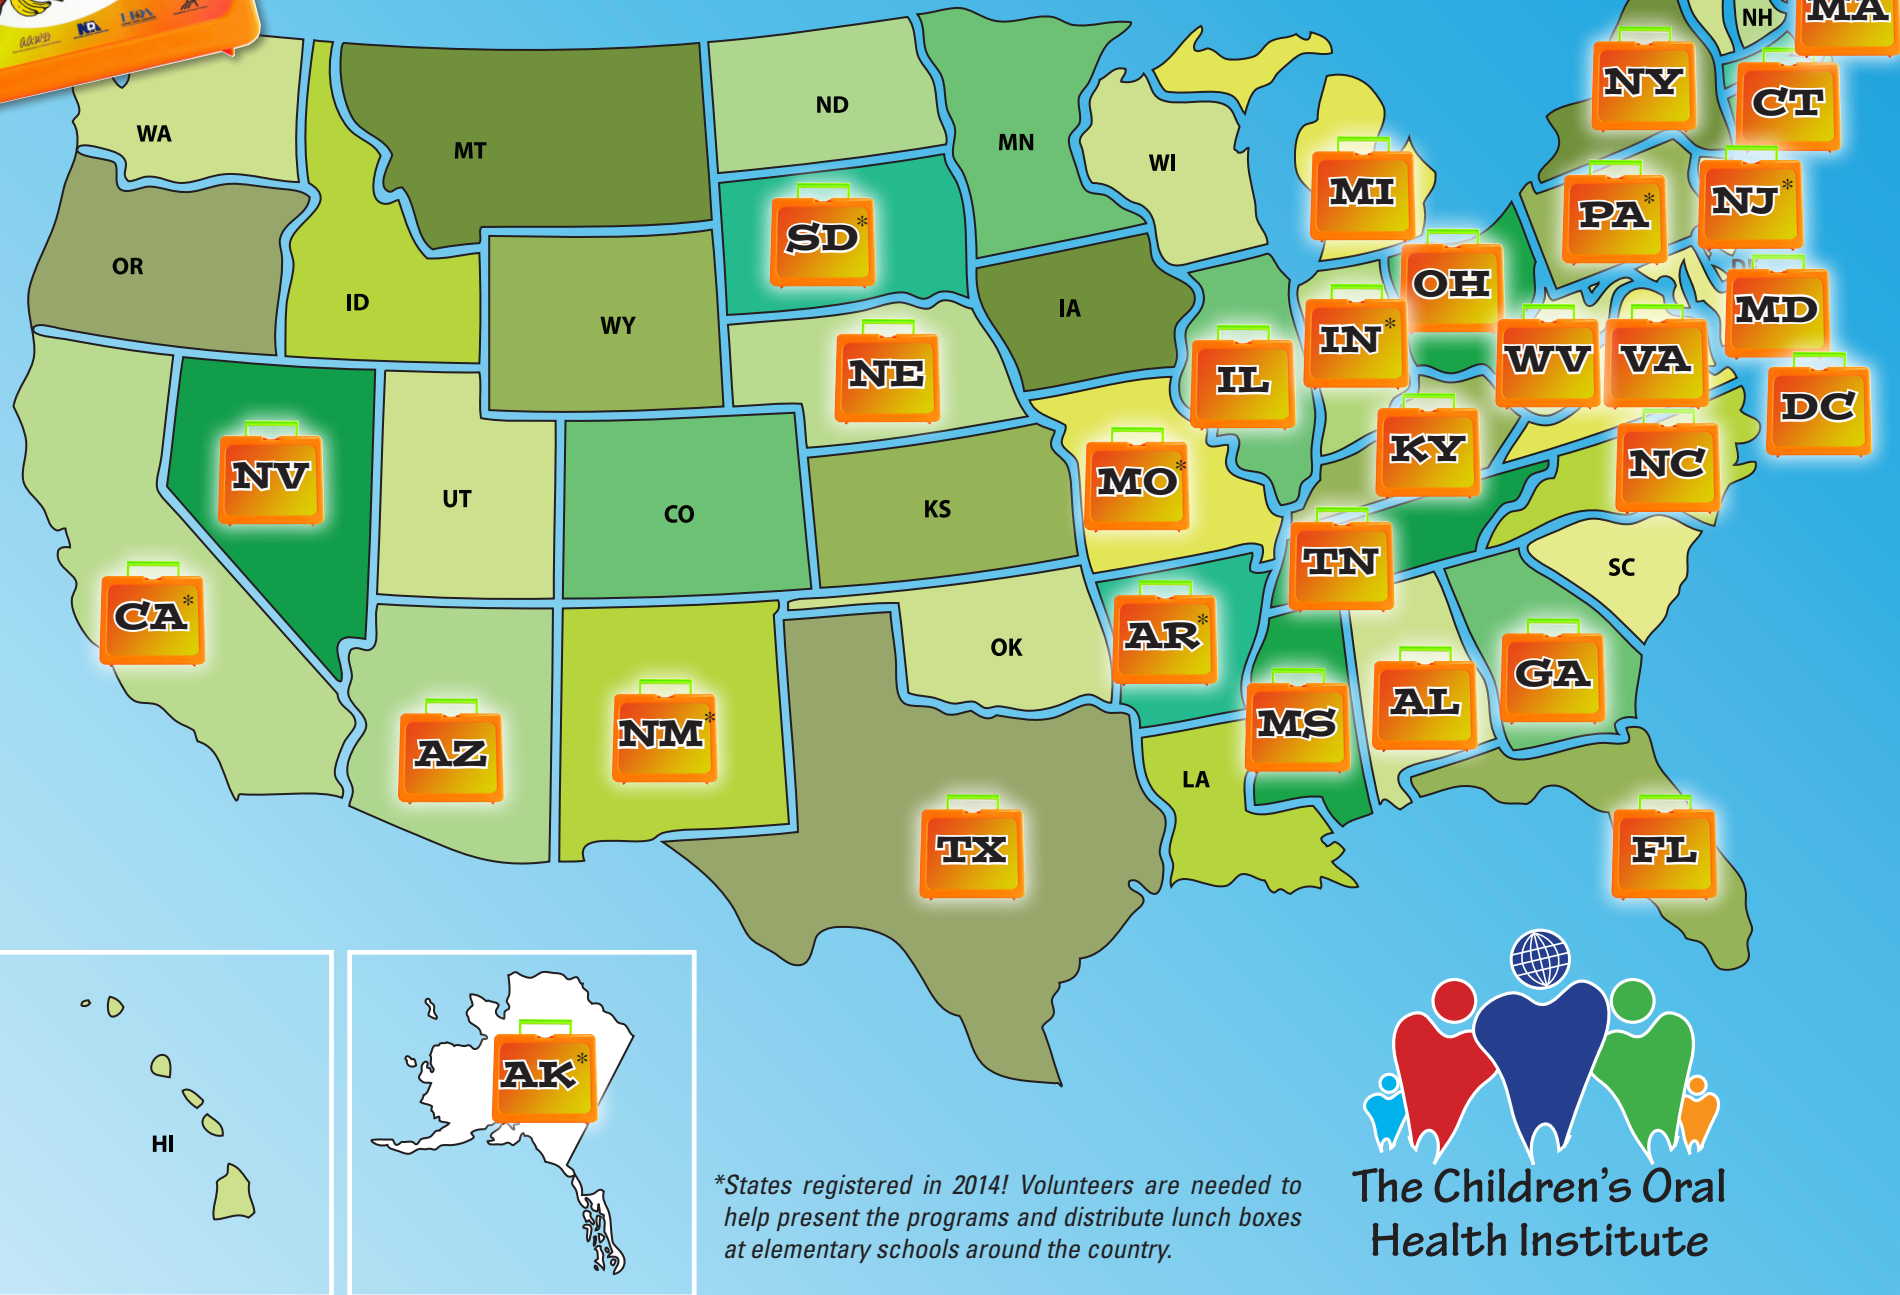 aawd
NDA
HDA
NH
MA
NY
CT
WA
MT
ND
MN
WI
MI
PA*
NJ*
OR
ID
WY
SD*
IA
OH
MD
NE
IL
IN*
WV
VA
DC
NV
UT
CO
KS
MO*
KY
NC
CA*
AZ
NM*
OK
AR*
TN
SC
TX
LA
MS
AL
GA
FL
HI
AK*
*States registered in 2014! Volunteers are needed to
help present the programs and distribute lunch boxes
at elementary schools around the country.
The Children's Oral
Health Institute